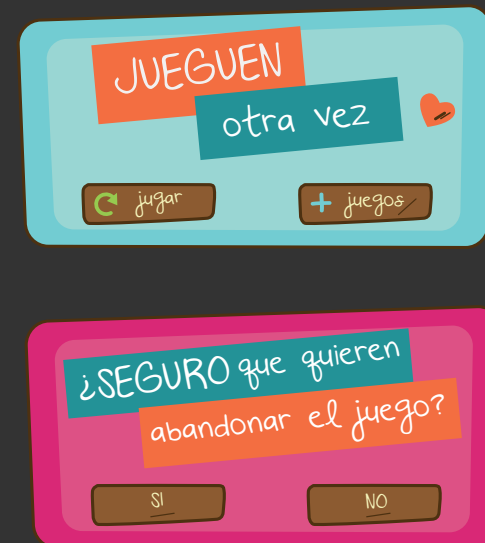 JUEGUEN
otra vez
jugar
+ juegos
¿SEGURO que quieren
abandonar el juego?
SI
NO